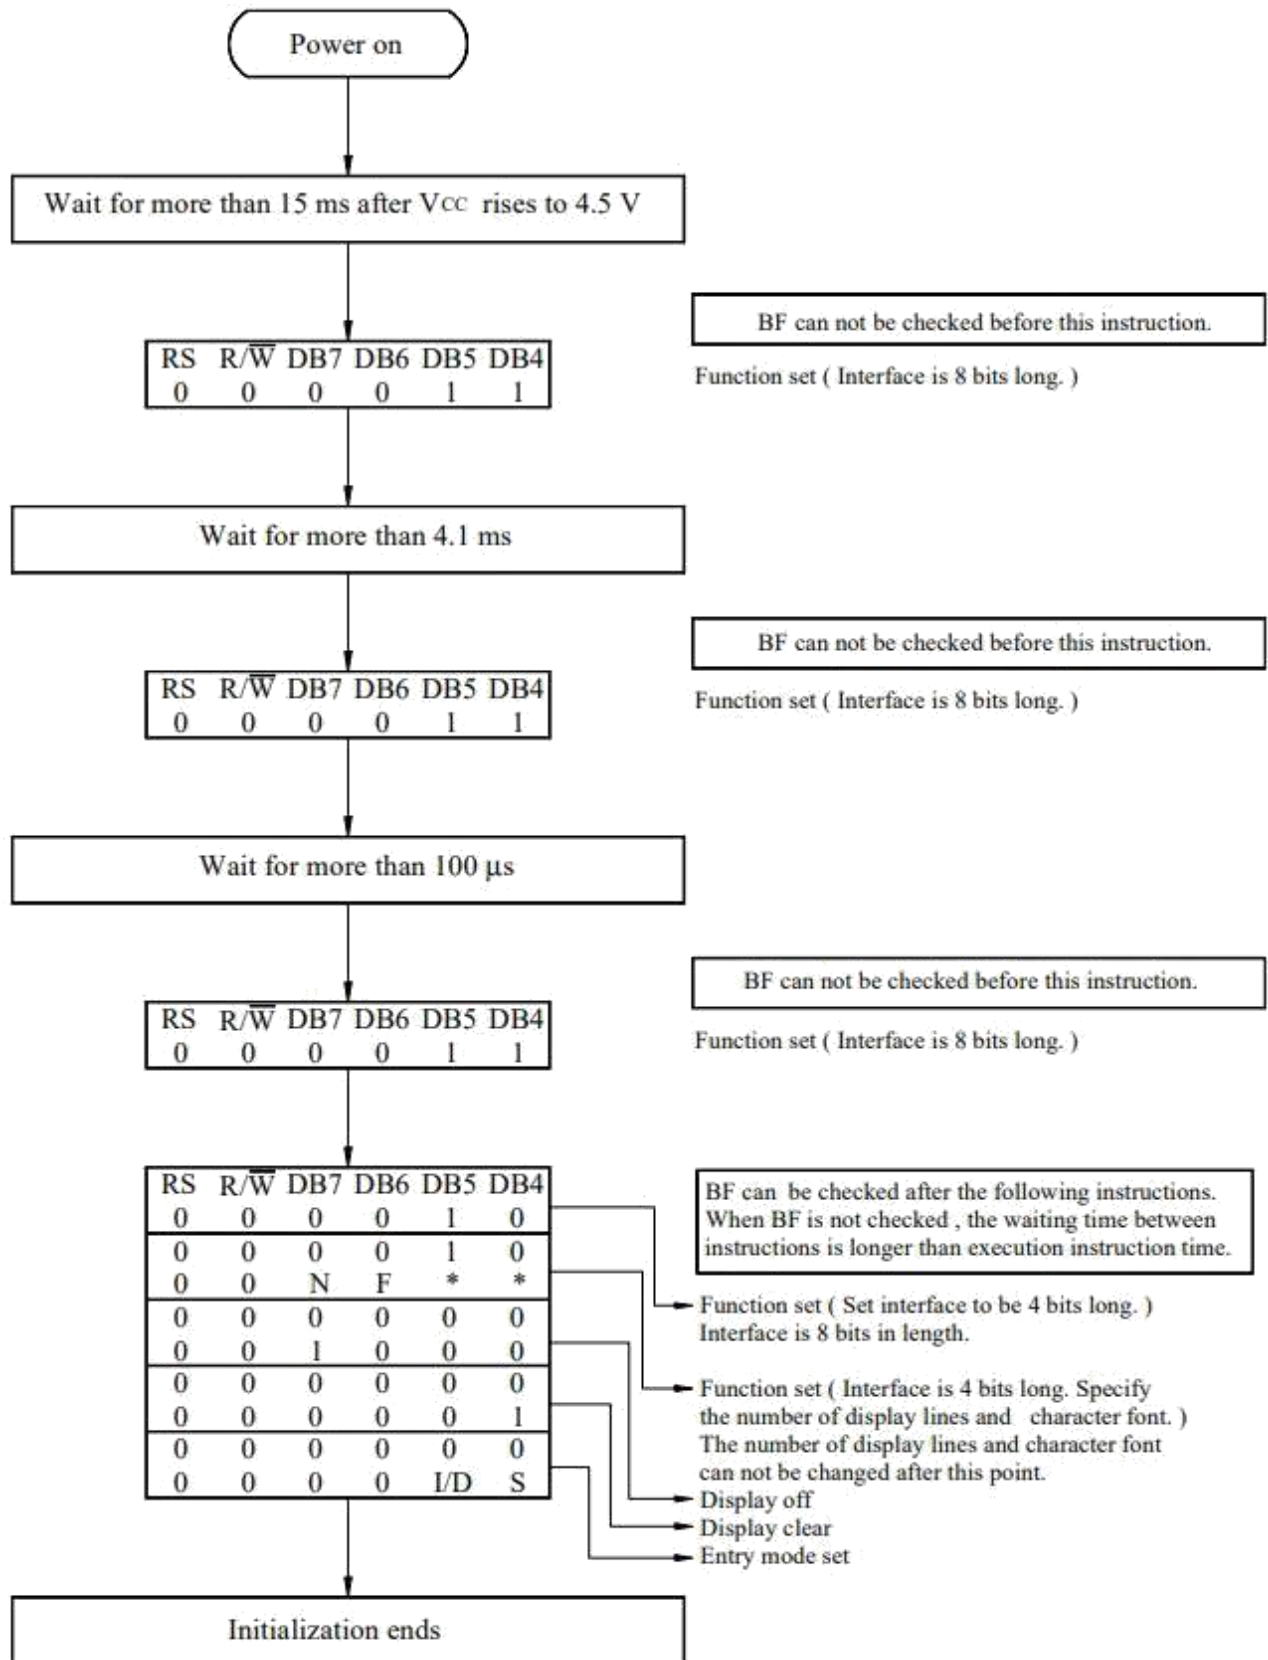 Power on
Wait for more than 15 ms after VCC rises to 4.5 V
BF can not be checked before this instruction.
RS R/W̅ DB7 DB6 DB5 DB4
0 0 0 0 1 1
Function set ( Interface is 8 bits long. )
Wait for more than 4.1 ms
BF can not be checked before this instruction.
RS R/W̅ DB7 DB6 DB5 DB4
0 0 0 0 1 1
Function set ( Interface is 8 bits long. )
Wait for more than 100 µs
BF can not be checked before this instruction.
RS R/W̅ DB7 DB6 DB5 DB4
0 0 0 0 1 1
Function set ( Interface is 8 bits long. )
RS R/W̅ DB7 DB6 DB5 DB4
0 0 0 0 1 0
0 0 0 0 1 0
0 0 N F * *
0 0 0 0 0 0
0 0 1 0 0 0
0 0 0 0 0 0
0 0 0 0 0 1
0 0 0 0 0 0
0 0 0 0 I/D S
BF can be checked after the following instructions.
When BF is not checked , the waiting time between
instructions is longer than execution instruction time.
Function set ( Set interface to be 4 bits long. )
Interface is 8 bits in length.
Function set ( Interface is 4 bits long. Specify
the number of display lines and character font. )
The number of display lines and character font
can not be changed after this point.
Display off
Display clear
Entry mode set
Initialization ends